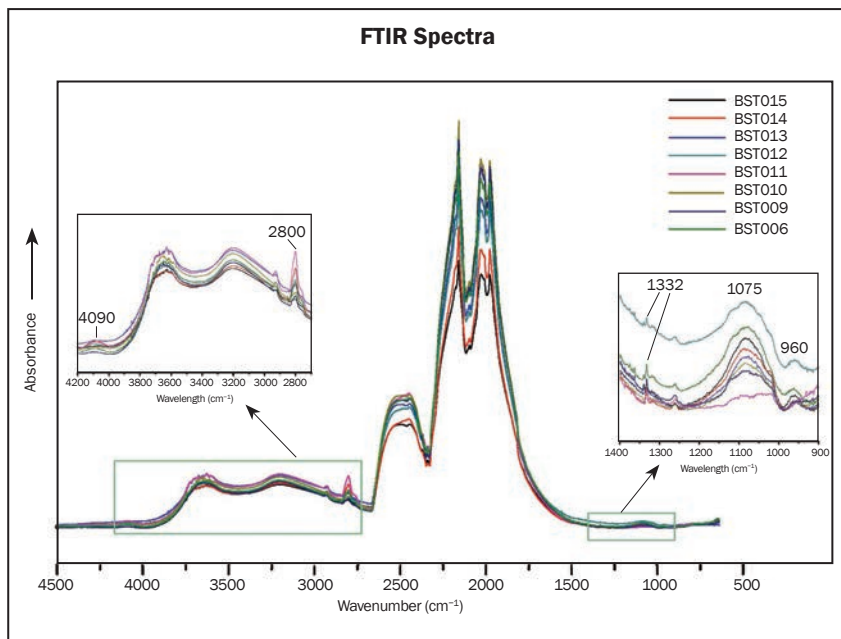 FTIR Spectra
BST015
BST014
BST013
BST012
BST011
BST010
BST009
BST006
Absorbance
2800
4090
4200 4000 3800 3600 3400 3200 3000 2800
Wavelength (cm⁻¹)
1332
1075
960
1400 1300 1200 1100 1000 900
Wavelength (cm⁻¹)
4500 4000 3500 3000 2500 2000 1500 1000 500
Wavenumber (cm⁻¹)